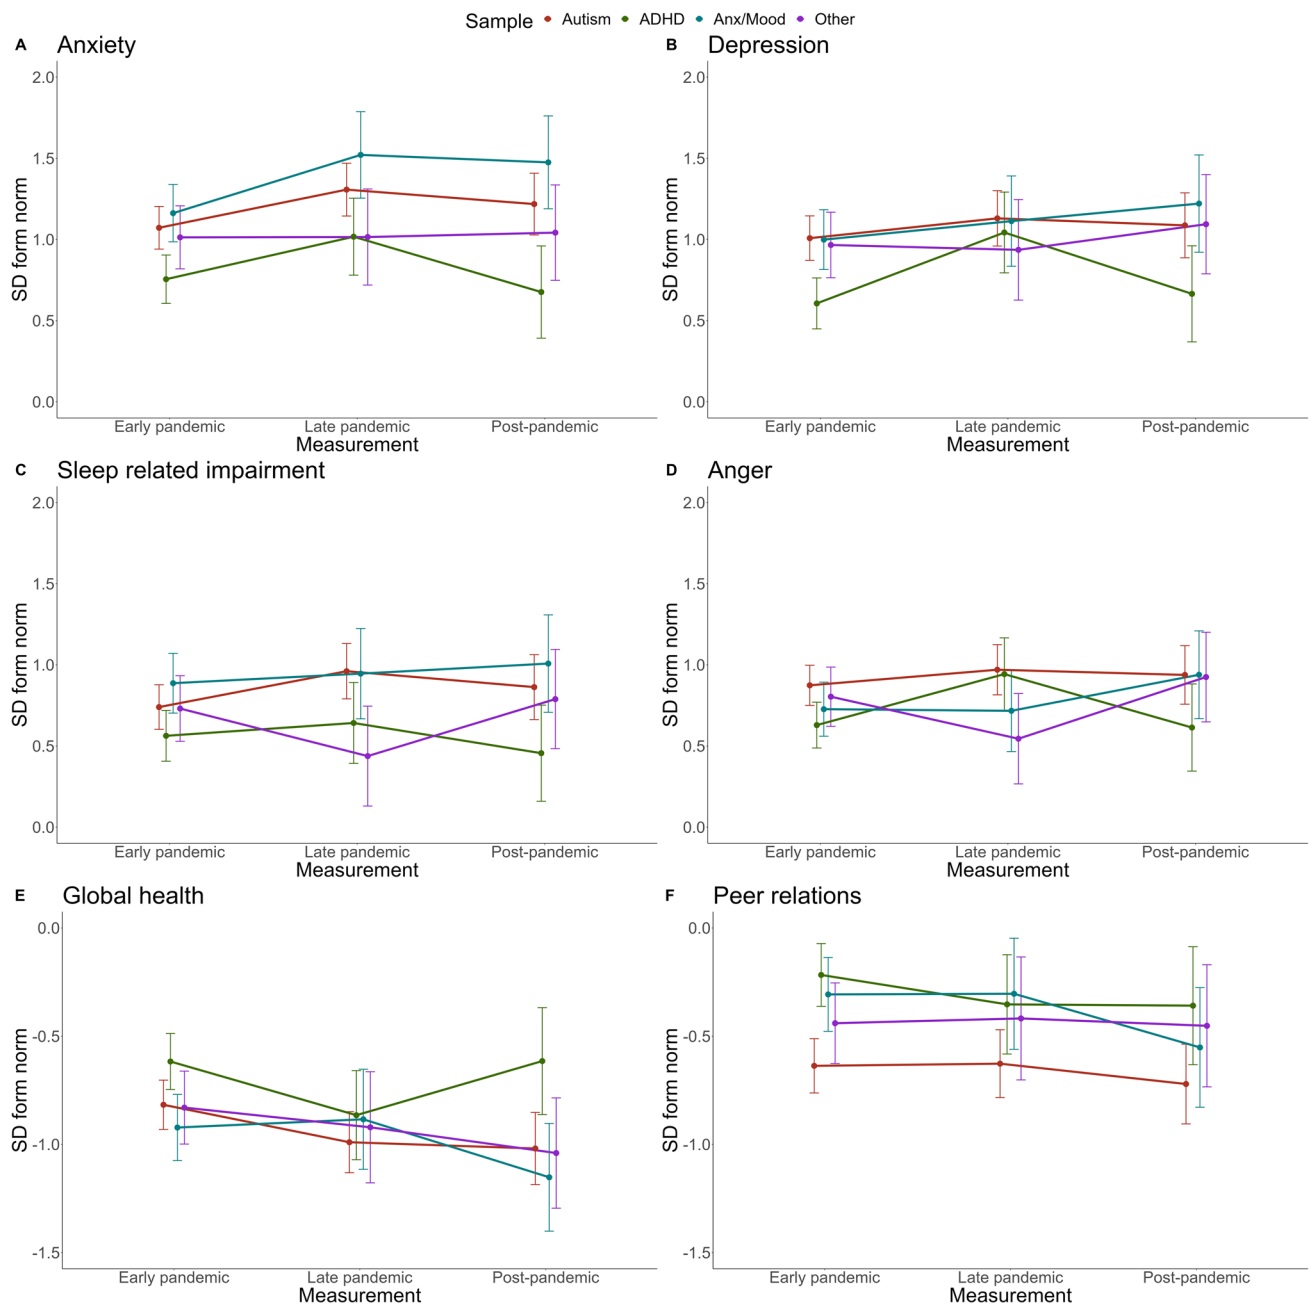 Sample Autism ADHD Anx/Mood Other
A Anxiety
2.0
1.5
1.0
0.5
0.0
SD form norm
Early pandemic Late pandemic Post-pandemic
Measurement
B Depression
2.0
1.5
1.0
0.5
0.0
SD form norm
Early pandemic Late pandemic Post-pandemic
Measurement
C Sleep related impairment
2.0
1.5
1.0
0.5
0.0
SD form norm
Early pandemic Late pandemic Post-pandemic
Measurement
D Anger
2.0
1.5
1.0
0.5
0.0
SD form norm
Early pandemic Late pandemic Post-pandemic
Measurement
E Global health
0.0
-0.5
-1.0
-1.5
SD form norm
Early pandemic Late pandemic Post-pandemic
Measurement
F Peer relations
0.0
-0.5
-1.0
-1.5
SD form norm
Early pandemic Late pandemic Post-pandemic
Measurement